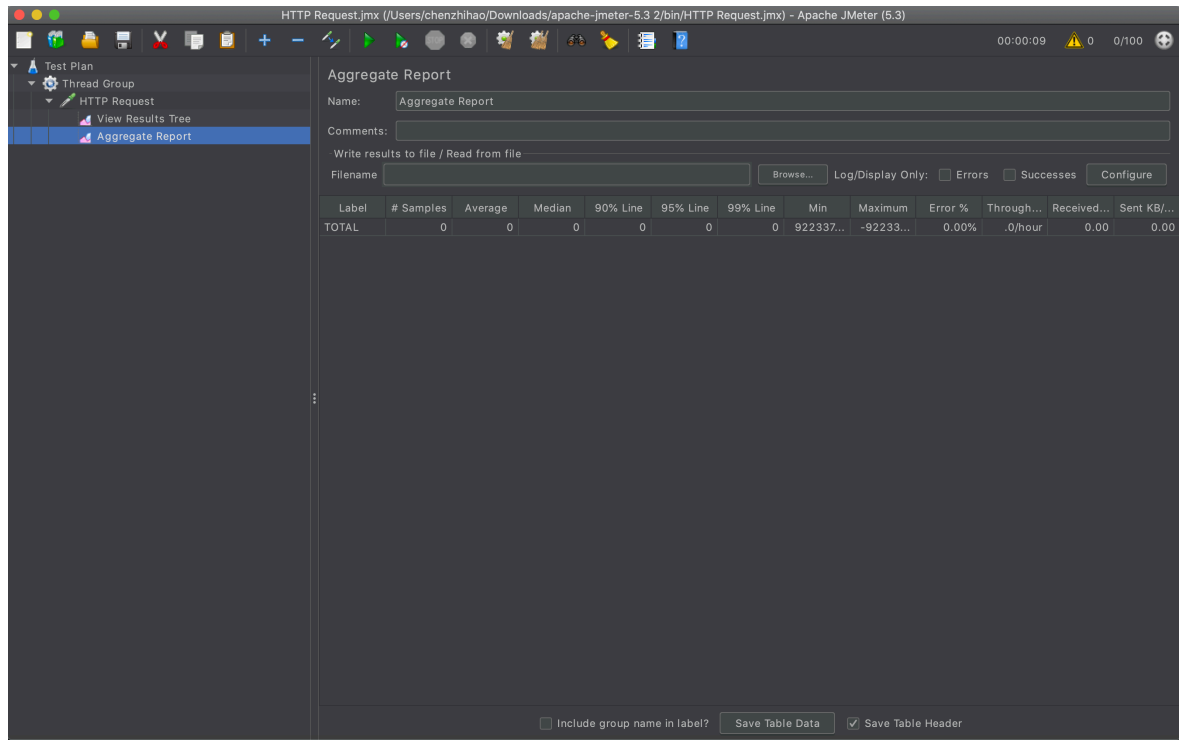 HTTP Request.jmx (/Users/chenzhihao/Downloads/apache-jmeter-5.3 2/bin/HTTP Request.jmx) - Apache JMeter (5.3)
00:00:09 0 0/100
Test Plan
Thread Group
HTTP Request
View Results Tree
Aggregate Report
Aggregate Report
Name: Aggregate Report
Comments:
Write results to file / Read from file
Filename Browse... Log/Display Only: Errors Successes Configure
Label # Samples Average Median 90% Line 95% Line 99% Line Min Maximum Error % Through... Received... Sent KB/...
TOTAL 0 0 0 0 0 0 922337... -92233... 0.00% .0/hour 0.00 0.00
Include group name in label? Save Table Data Save Table Header